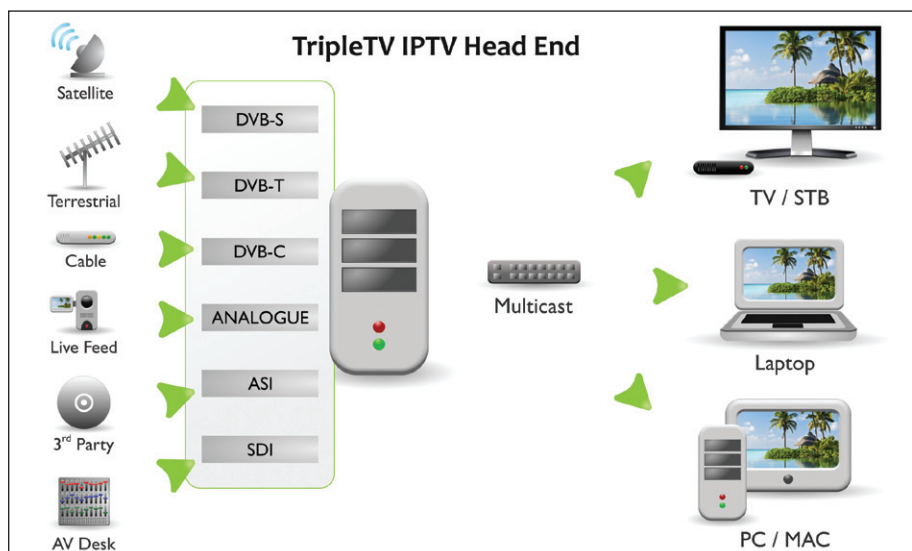 TripleTV IPTV Head End
Satellite
Terrestrial
Cable
Live Feed
3rd Party
AV Desk
DVB-S
DVB-T
DVB-C
ANALOGUE
ASI
SDI
Multicast
TV / STB
Laptop
PC / MAC